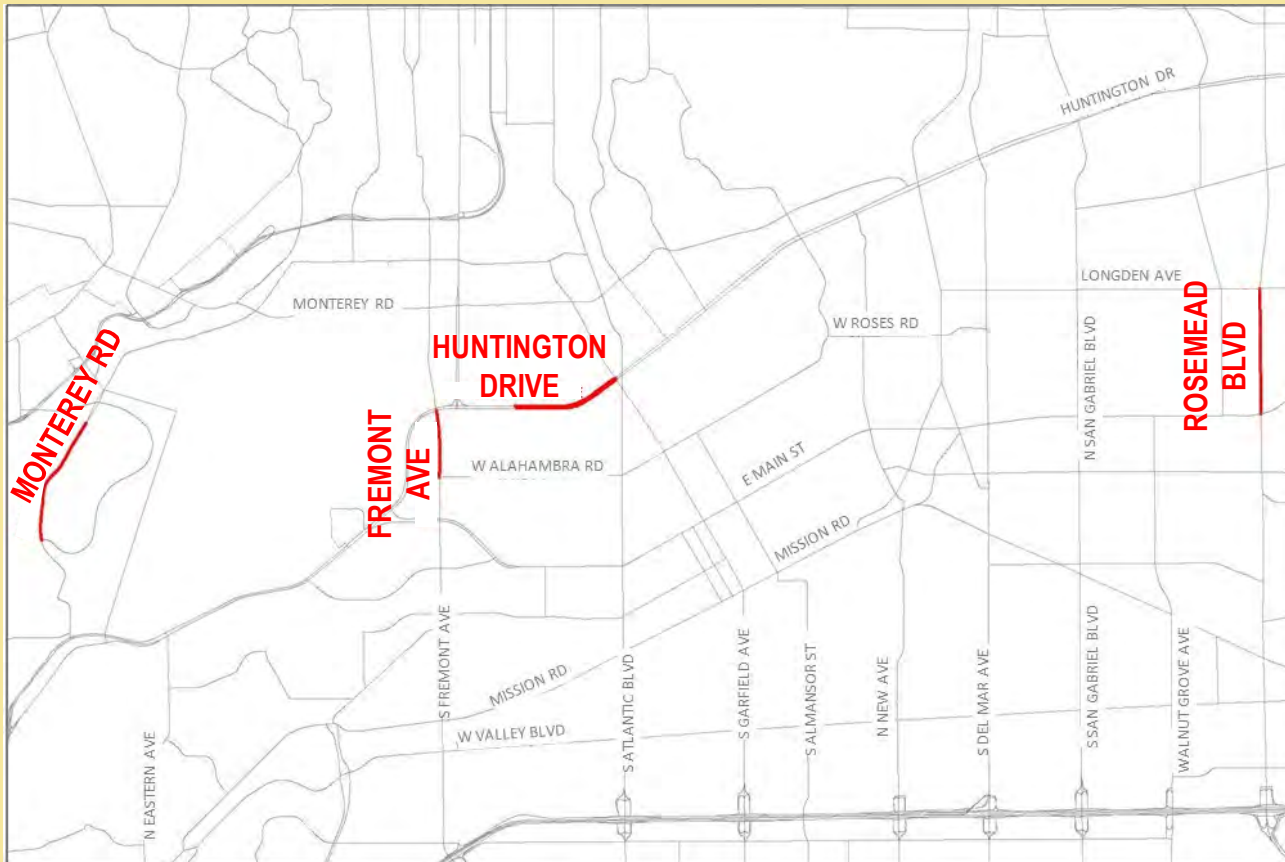 HUNTINGTON DR
LONGDEN AVE
MONTEREY RD
W ROSES RD
N SAN GABRIEL BLVD
ROSEMEAD
BLVD
MONTEREY RD
HUNTINGTON
DRIVE
FREMONT
AVE
W ALAHAMBRA RD
E MAIN ST
MISSION RD
S FREMONT AVE
MISSION RD
W VALLEY BLVD
N EASTERN AVE
S ATLANTIC BLVD
S GARFIELD AVE
S ALMANSOR ST
N NEW AVE
S DEL MAR AVE
S SAN GABRIEL BLVD
WALNUT GROVE AVE